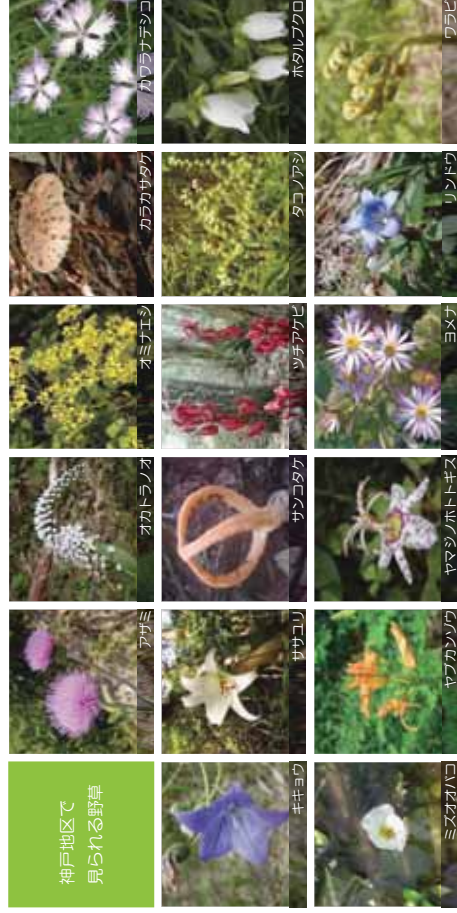 神戸地区で
見られる野草
アザミ
オカトラノオ
オミナエシ
カラカサタケ
カワラナデシコ
キキョウ
ササユリ
サンコタケ
ツチアケビ
タコノアシ
ホタルブクロ
ミズオオバコ
ヤブカンゾウ
ヤマジノホトトギス
ヨメナ
リンドウ
ワラビ